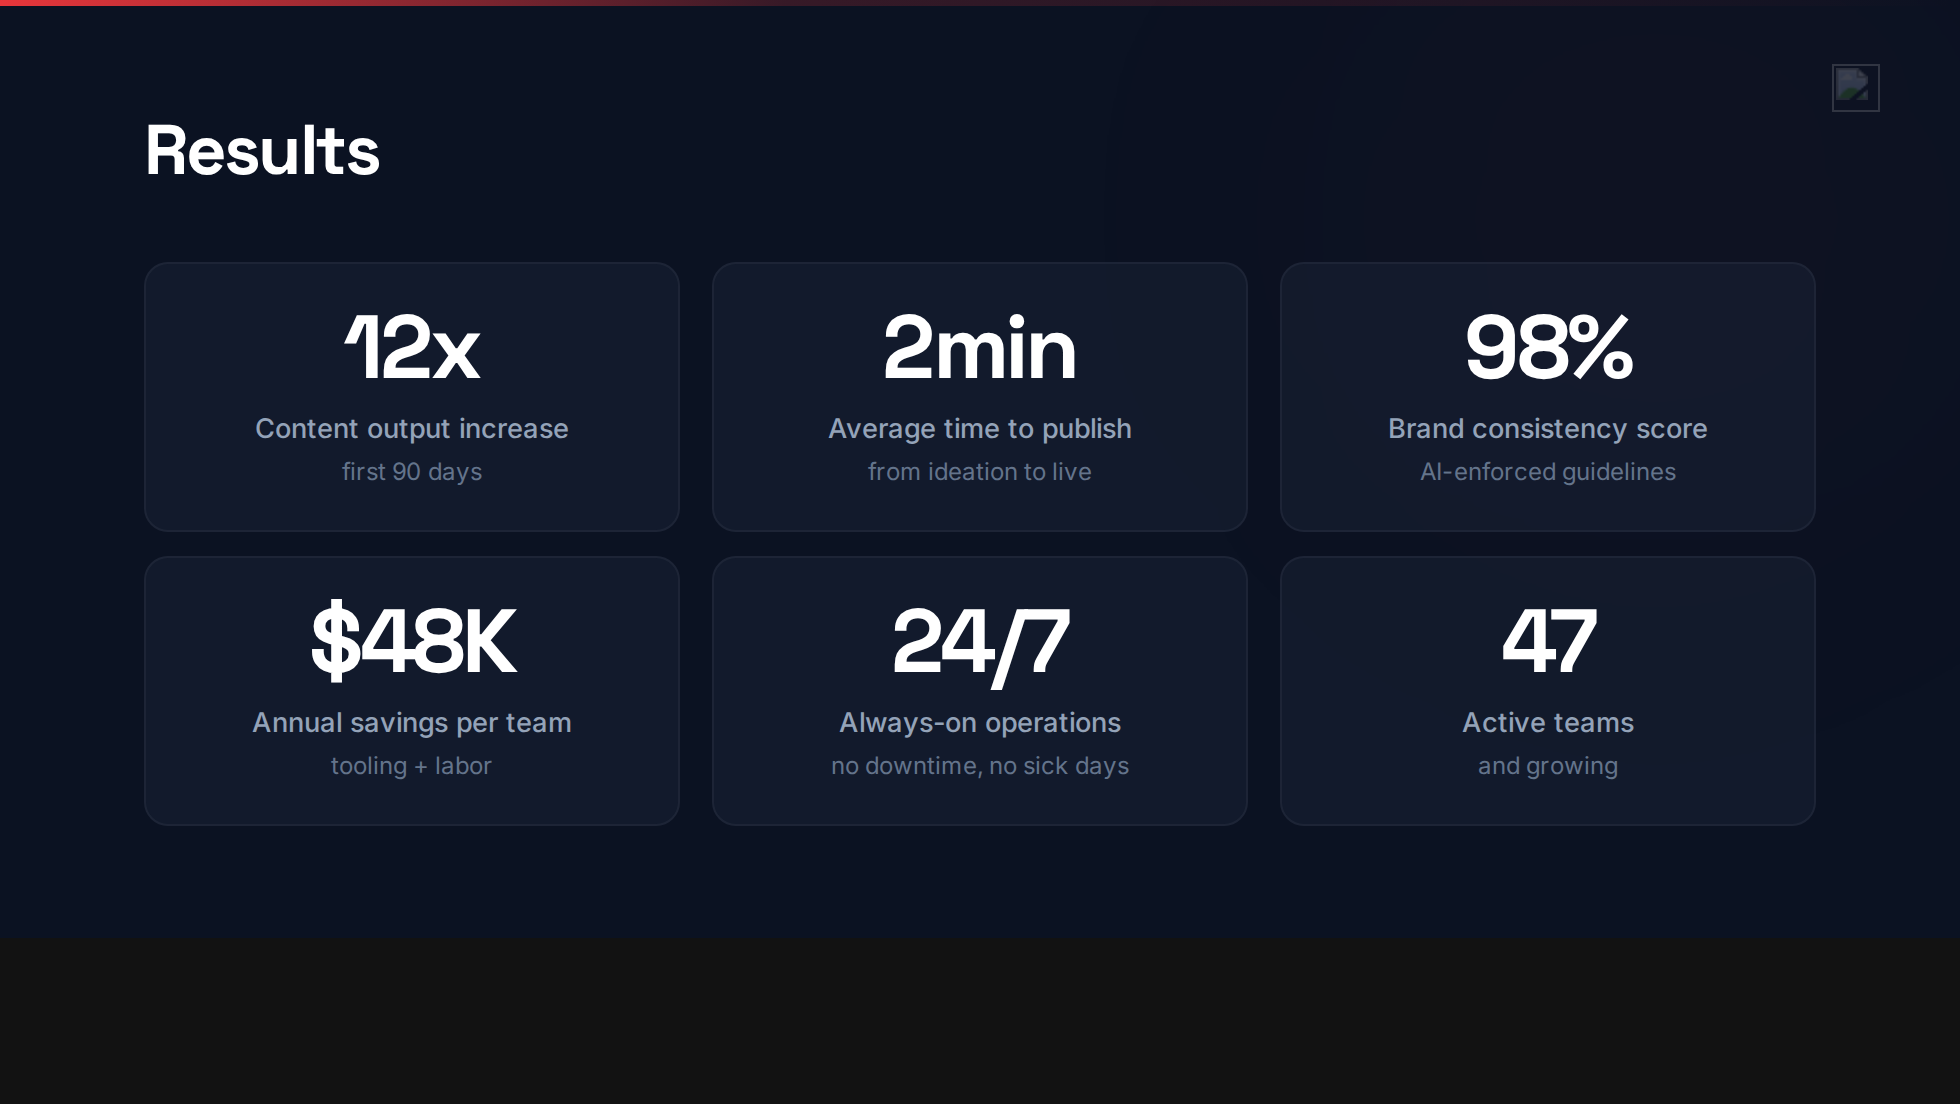 Results
12x
Content output increase
first 90 days
2min
Average time to publish
from ideation to live
98%
Brand consistency score
AI-enforced guidelines
$48K
Annual savings per team
tooling + labor
24/7
Always-on operations
no downtime, no sick days
47
Active teams
and growing